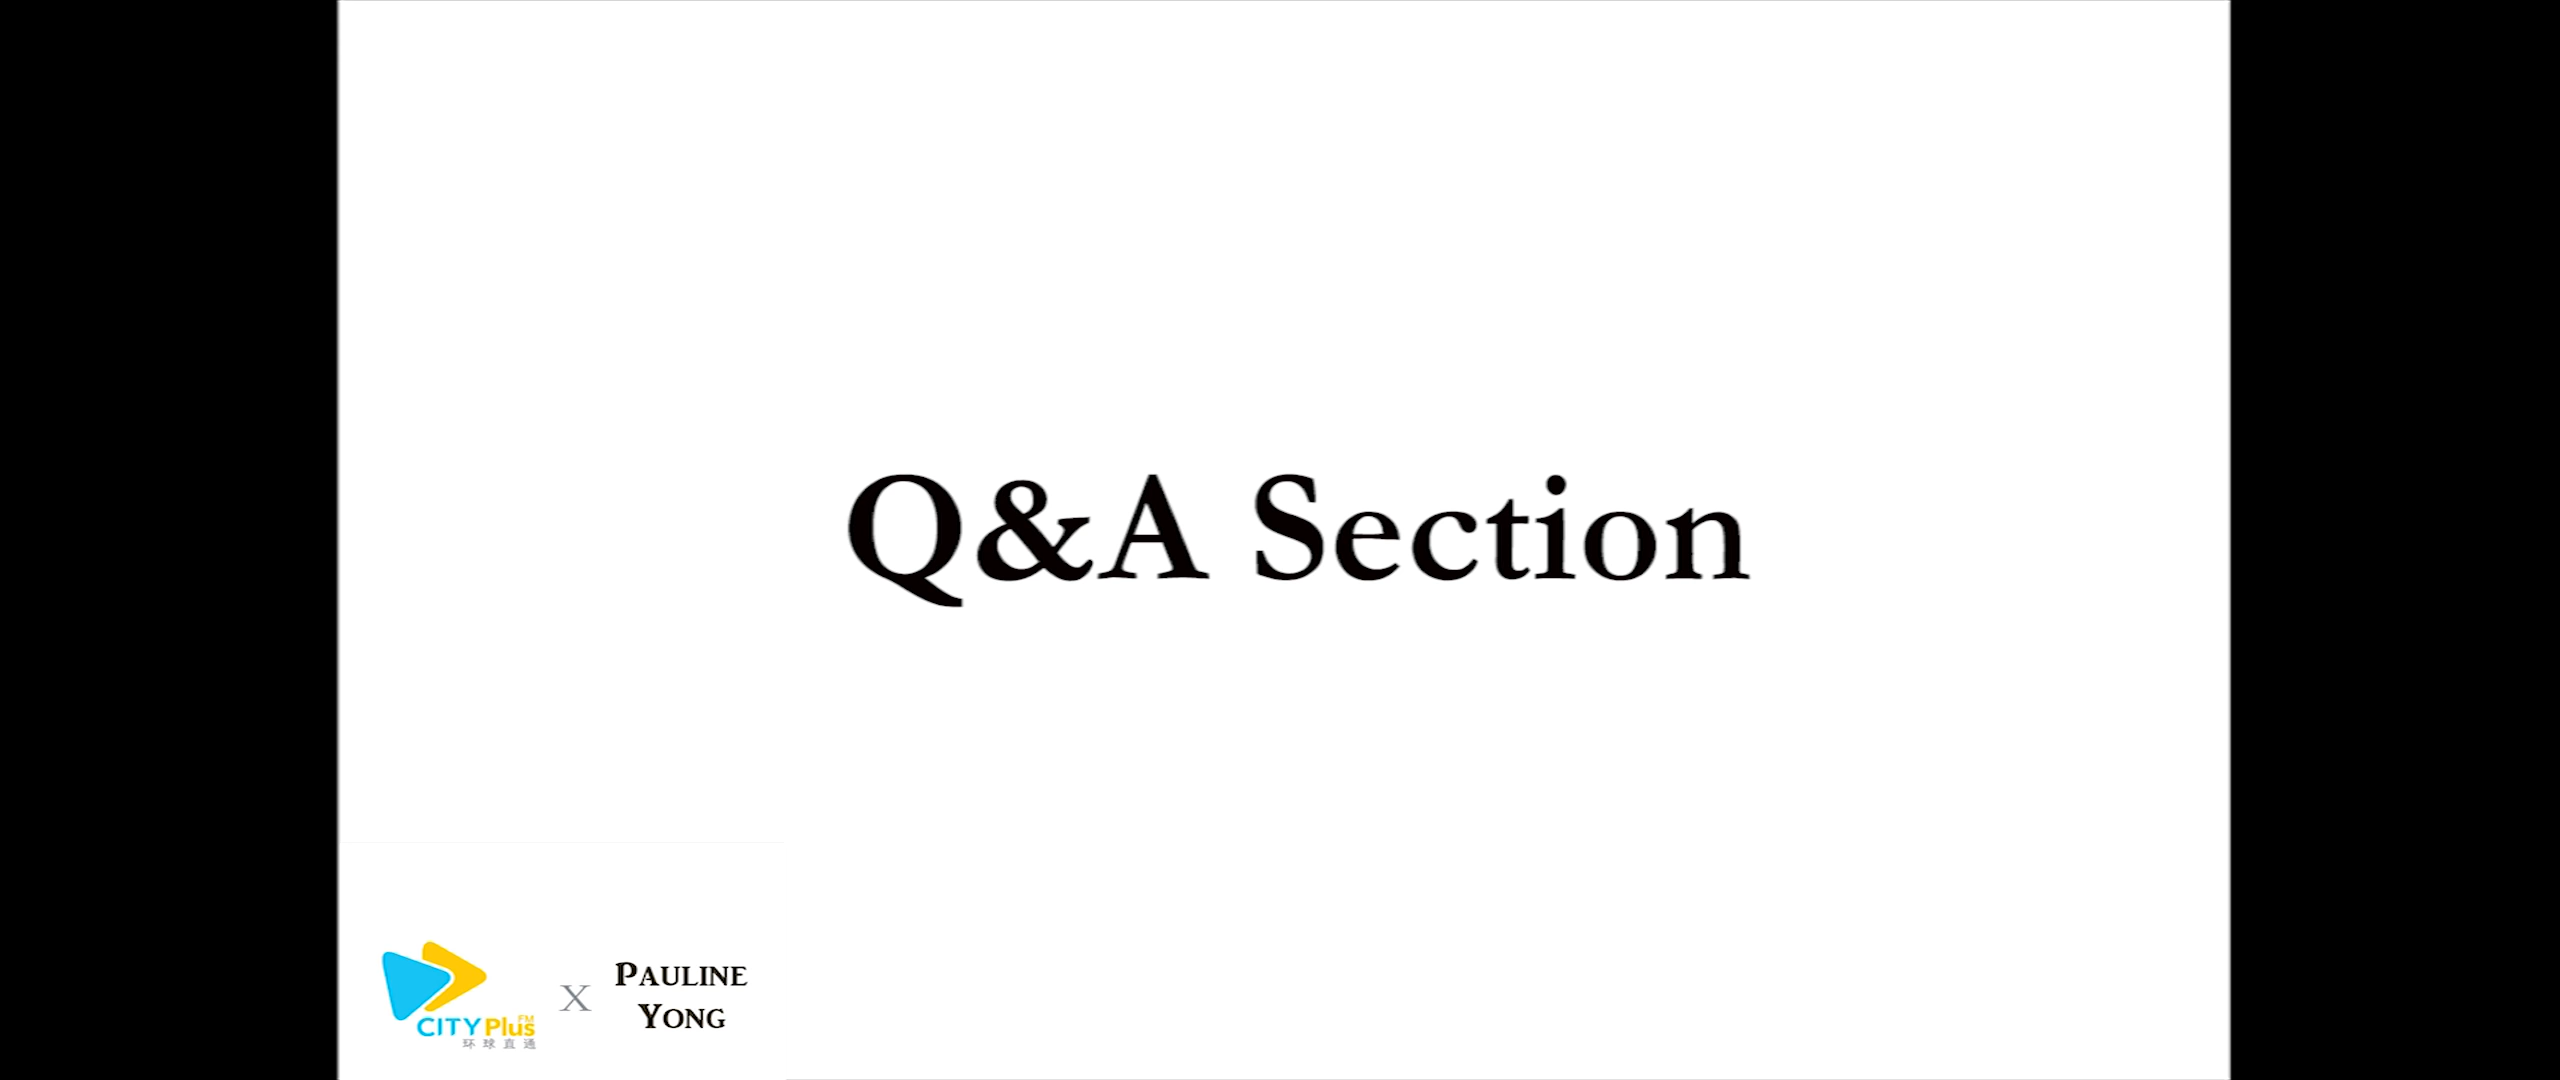 Q&A Section
CITY Plus FM
环球直通
X
PAULINE
YONG